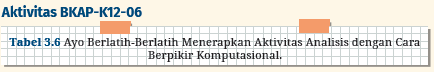 Aktivitas BKAP-K12-06
Tabel 3.6 Ayo Berlatih-Berlatih Menerapkan Aktivitas Analisis dengan Cara
Berpikir Komputasional.